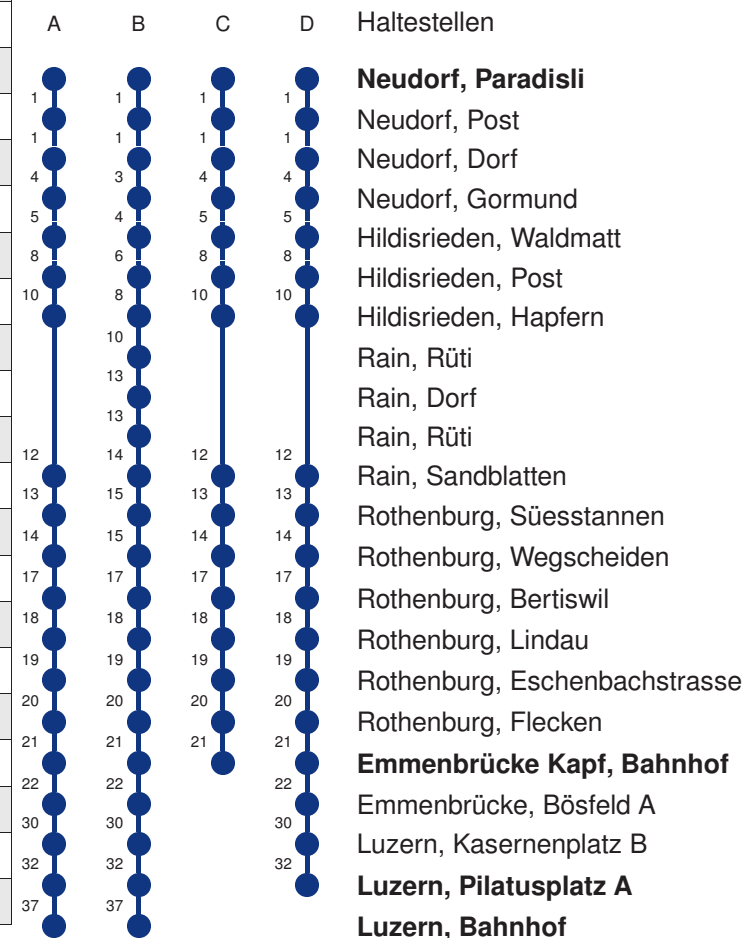 A B C D Haltestellen
Neudorf, Paradisli
1 1 1 1
Neudorf, Post
1 1 1 1
Neudorf, Dorf
4 3 4 4
Neudorf, Gormund
5 4 5 5
Hildisrieden, Waldmatt
8 6 8 8
Hildisrieden, Post
10 8 10 10
Hildisrieden, Hapfern
10
Rain, Rüti
13
Rain, Dorf
13
Rain, Rüti
12 14 12 12
Rain, Sandblatten
13 15 13 13
Rothenburg, Süesstannen
14 15 14 14
Rothenburg, Wegscheiden
17 17 17 17
Rothenburg, Bertiswil
18 18 18 18
Rothenburg, Lindau
19 19 19 19
Rothenburg, Eschenbachstrasse
20 20 20 20
Rothenburg, Flecken
21 21 21 21
Emmenbrücke Kapf, Bahnhof
22 22 22
Emmenbrücke, Bösfeld A
30 30 30
Luzern, Kasernenplatz B
32 32 32
Luzern, Pilatusplatz A
37 37
Luzern, Bahnhof